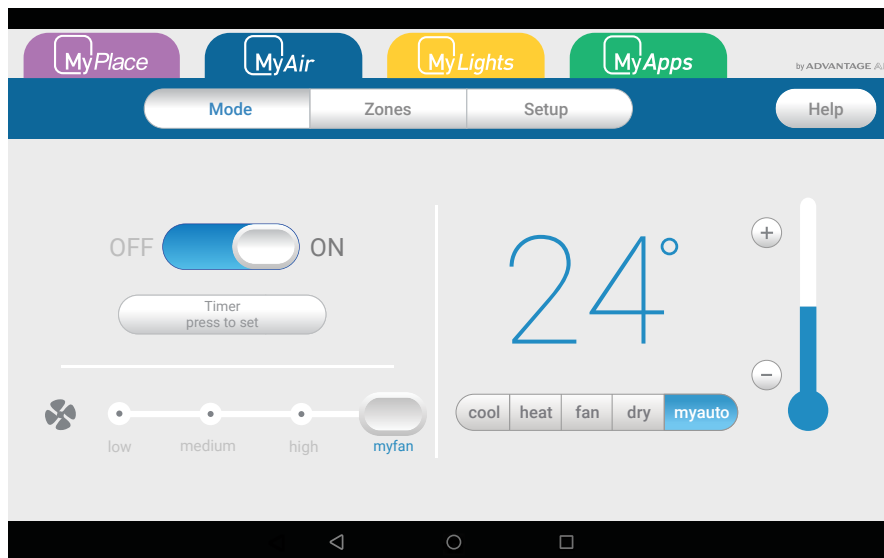 MyPlace
MyAir
MyLights
MyApps
by ADVANTAGE
Mode
Zones
Setup
Help
OFF
ON
Timer
press to set
24°
+
−
low
medium
high
myfan
cool
heat
fan
dry
myauto